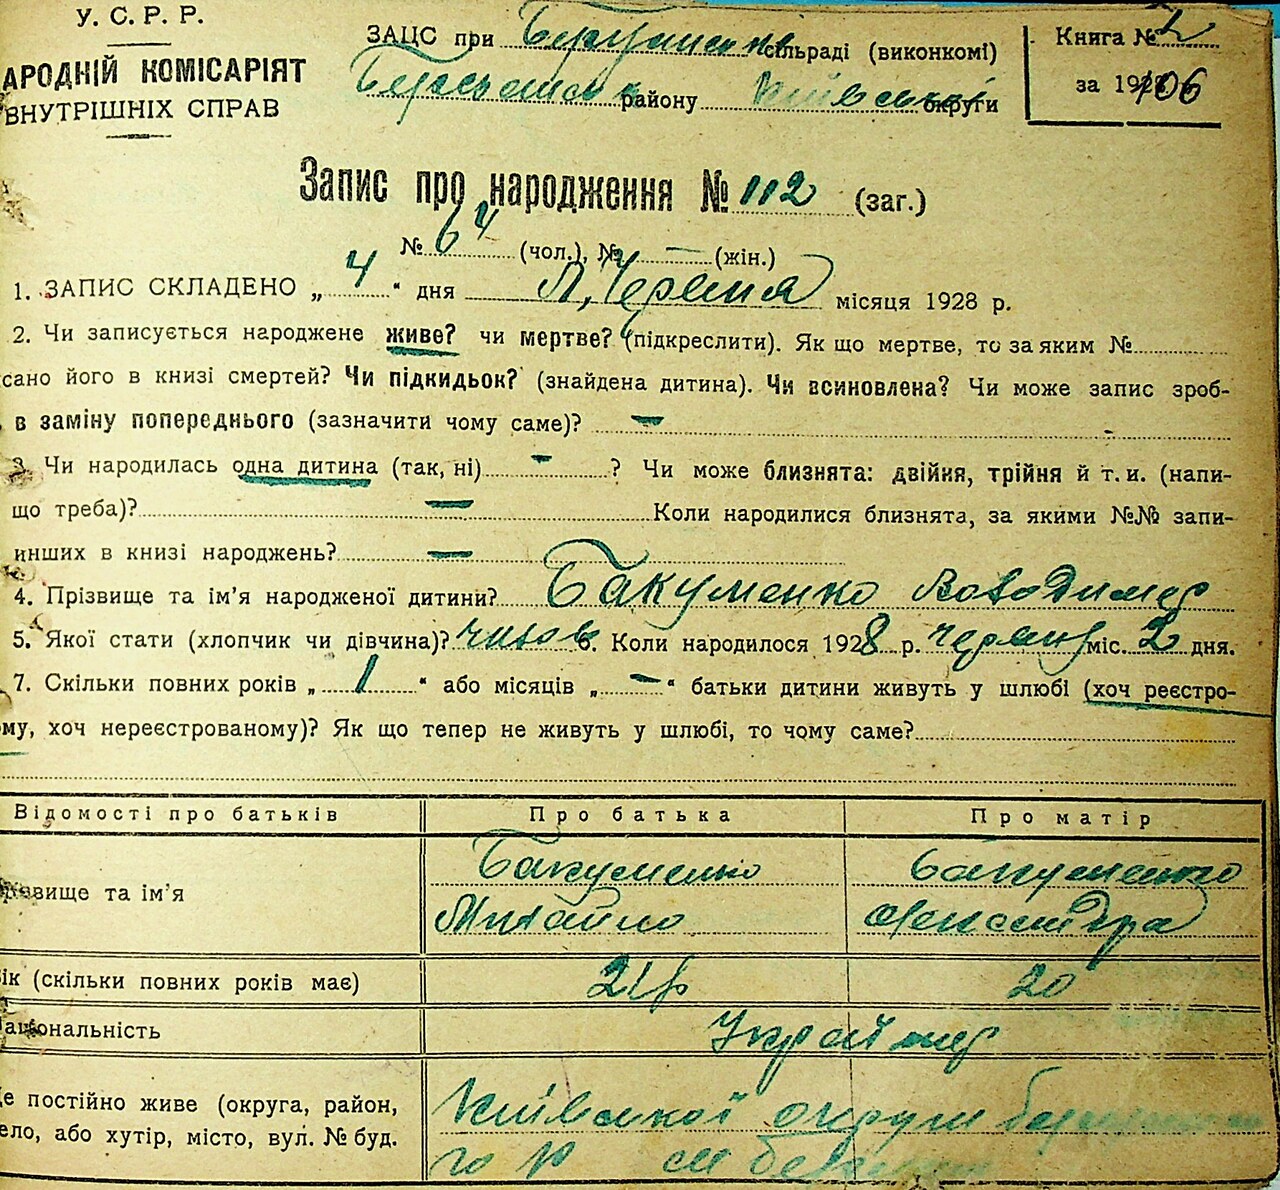 У. С. Р. Р.
АРОДНІЙ КОМІСАРІЯТ
ВНУТРІШНІХ СПРАВ
ЗАЦС при сільраді (виконкомі)
району Київської округи
Книга № 2
за 192 106
Запис про народження № 112 (заг.)
№ 64 (чол.), № — (жін.)
1. ЗАПИС СКЛАДЕНО „ 4 “ дня Червня місяця 1928 р.
2. Чи записується народжене живе? чи мертве? (підкреслити). Як що мертве, то за яким №
сано його в книзі смертей? Чи підкидьок? (знайдена дитина). Чи всиновлена? Чи може запис зроб-
в заміну попереднього (зазначити чому саме)? —
3. Чи народилась одна дитина (так, ні) — ? Чи може близнята: двійня, трійня й т. и. (напи-
що треба)? — Коли народилися близнята, за якими №№ запи-
инших в книзі народжень? —
4. Прізвище та ім’я народженої дитини? Бакуменко Володимер
5. Якої стати (хлопчик чи дівчина)? чолов 6. Коли народилося 1928 р. червня міс. 2 дня.
7. Скільки повних років „ 1 “ або місяців „ — “ батьки дитини живуть у шлюбі (хоч реєстро-
му, хоч нереєстрованому)? Як що тепер не живуть у шлюбі, то чому саме?
Відомості про батьків Про батька Про матір
звище та ім’я Бакуменко Бакуменко
Михайло Олександра
ік (скільки повних років має) 21 р 20
аціональність Українці
е постійно живе (округа, район, Київської округи
ело, або хутір, місто, вул. № буд. го р м